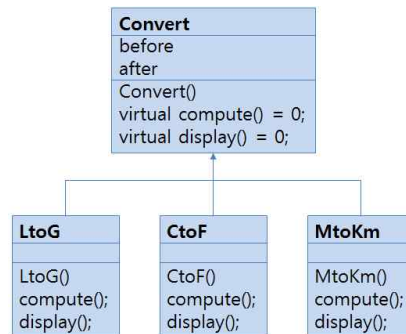 Convert
before
after
Convert()
virtual compute() = 0;
virtual display() = 0;
LtoG
LtoG()
compute();
display();
CtoF
CtoF()
compute();
display();
MtoKm
MtoKm()
compute();
display();